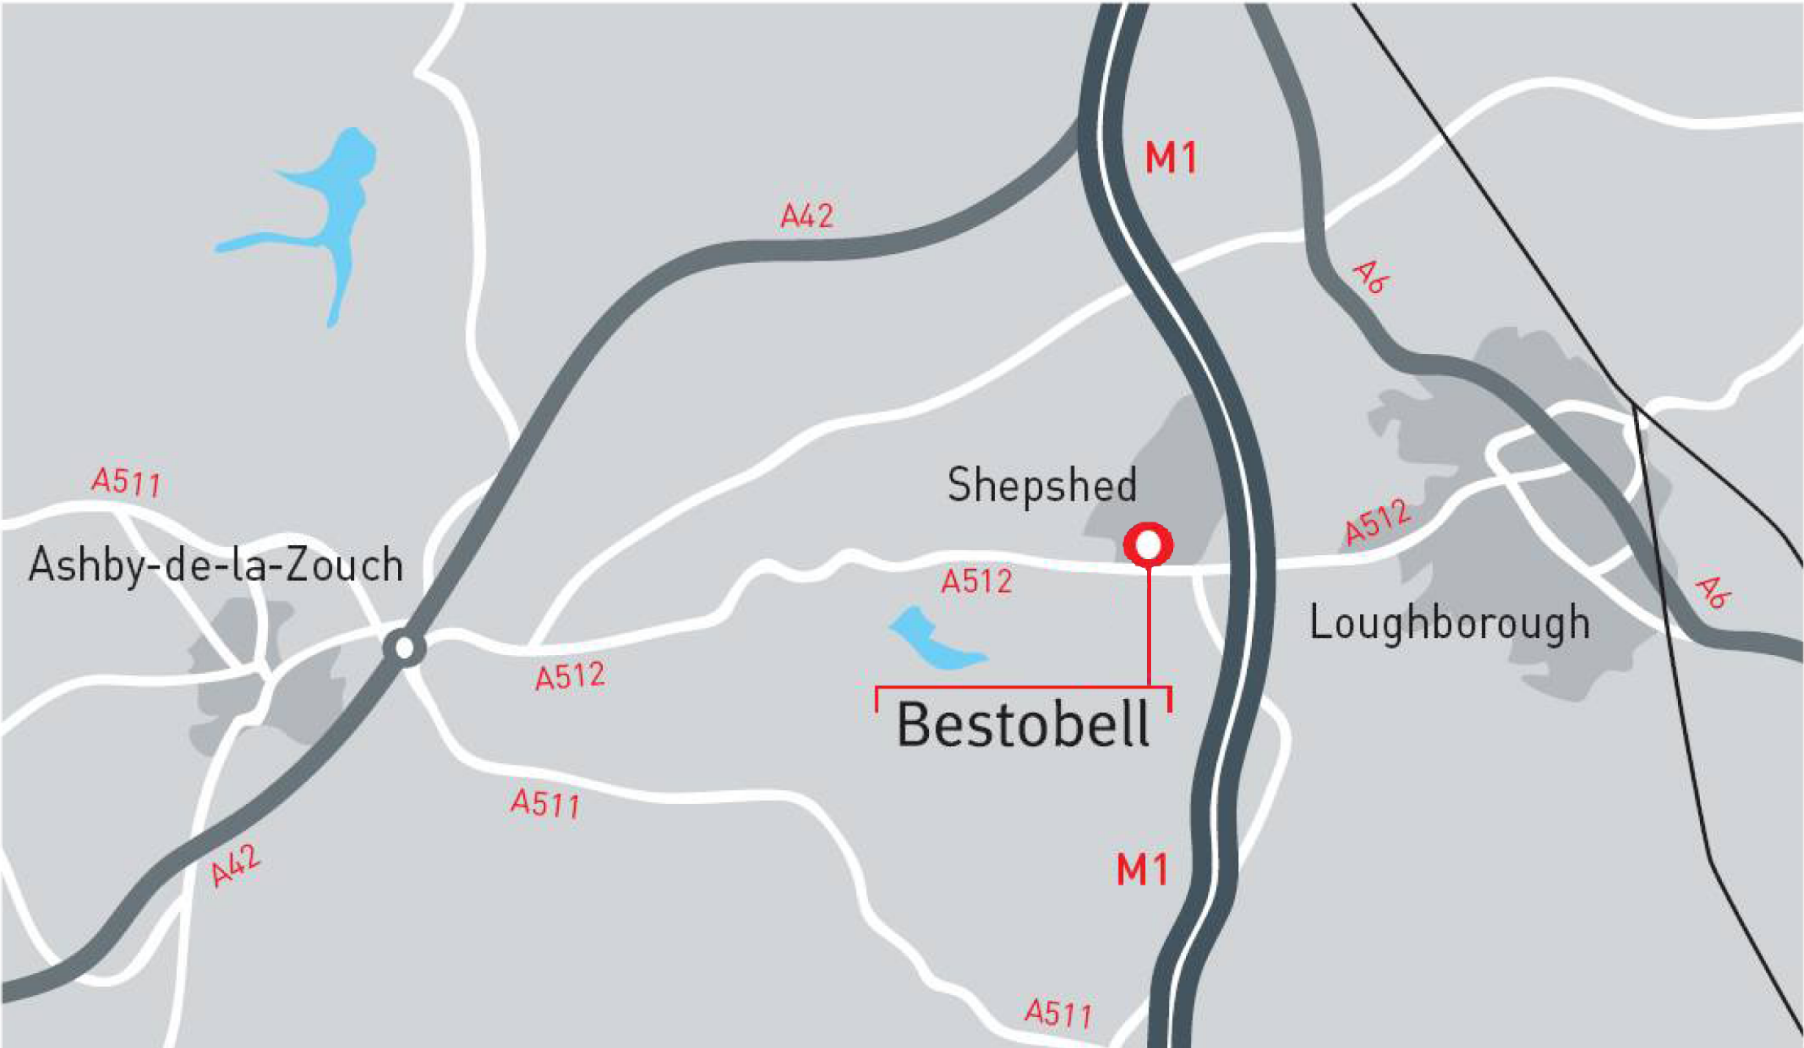 M1
A42
A6
A511
Shepshed
A512
Ashby-de-la-Zouch
A512
A6
Loughborough
A512
Bestobell
A511
A42
M1
A511